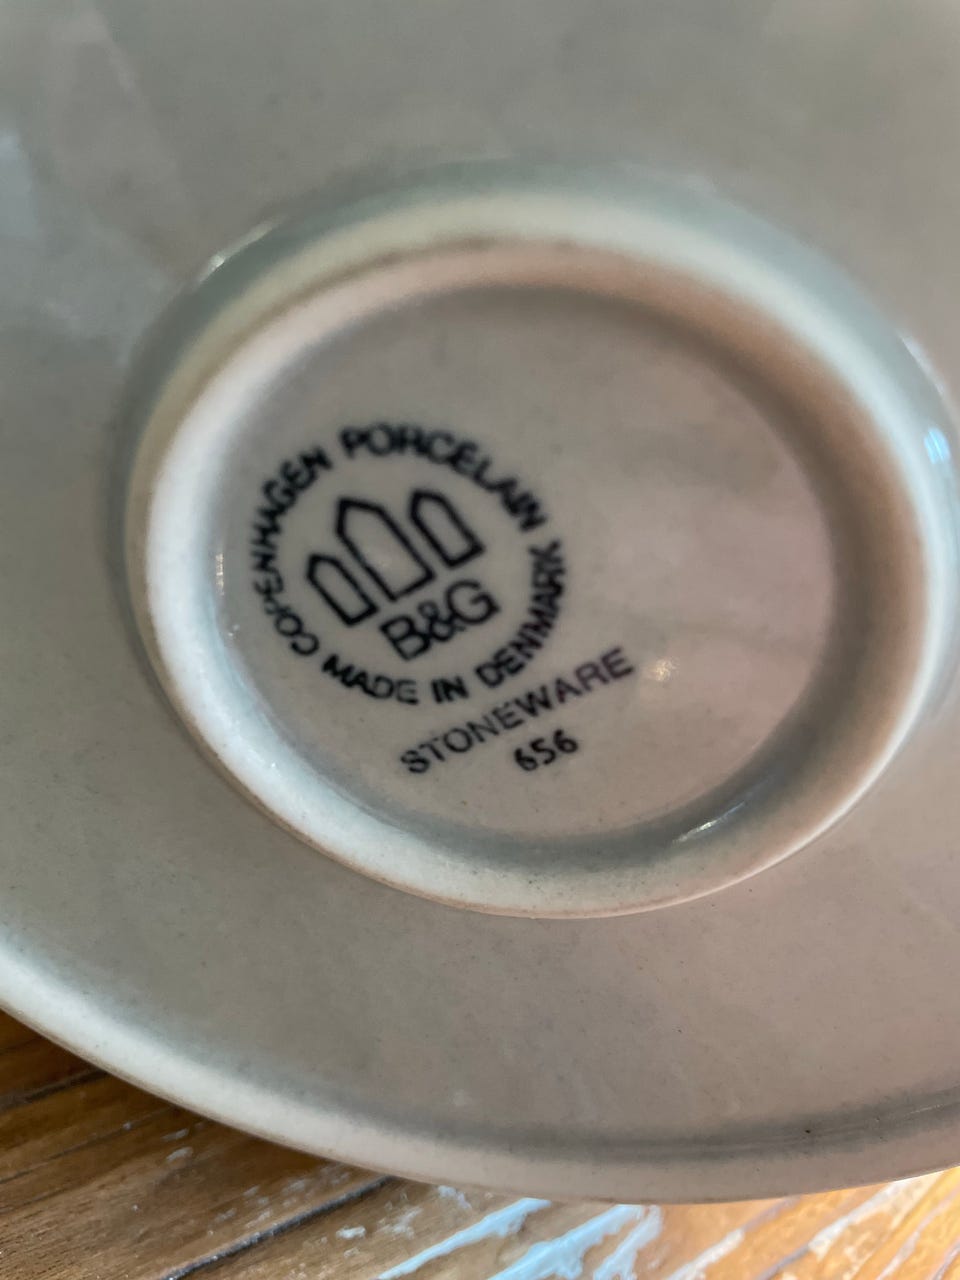 COPENHAGEN PORCELAIN
B&G
MADE IN DENMARK
STONEWARE
656